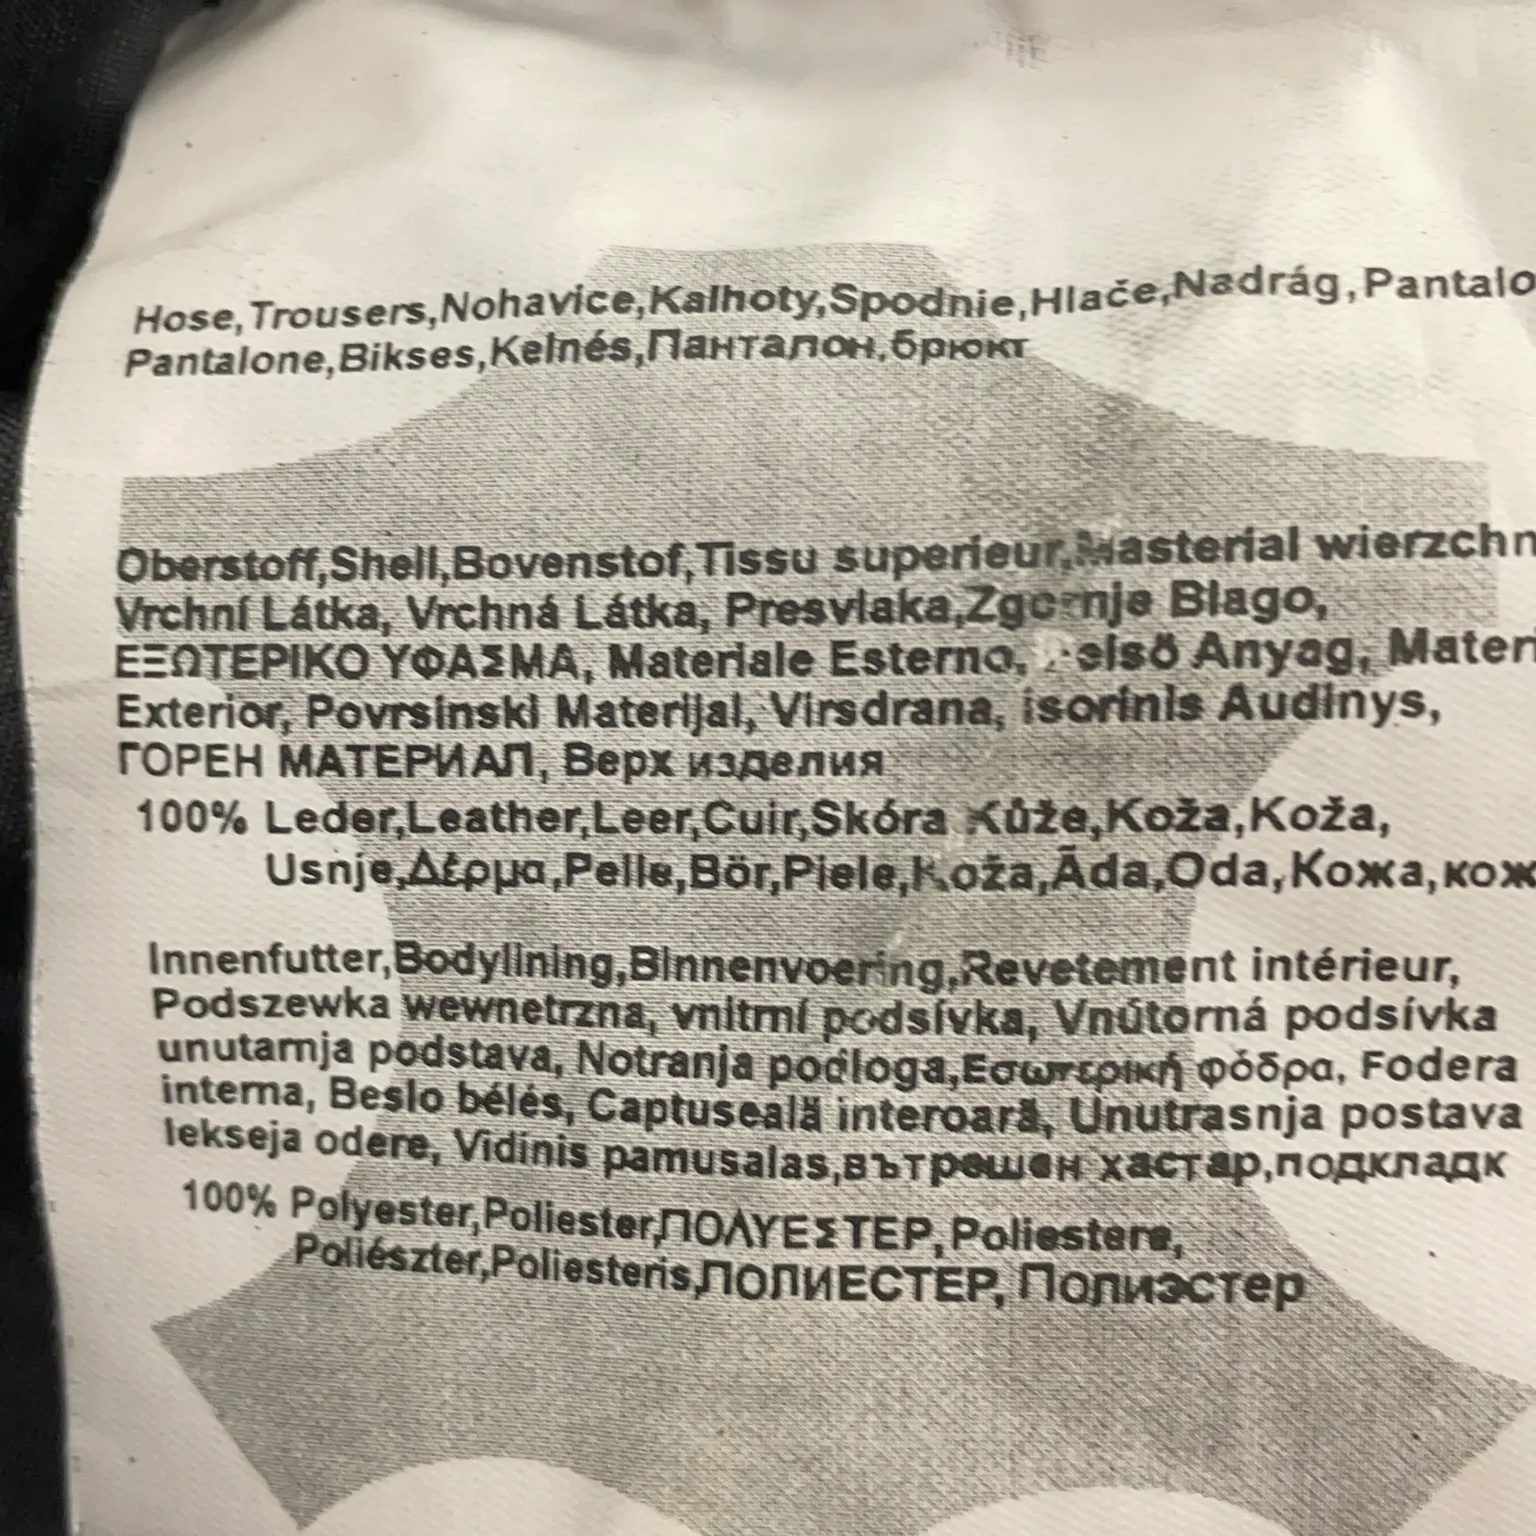 Hose,Trousers,Nohavice,Kalhoty,Spodnie,Hlače,Nadrág,Pantalo
Pantalone,Bikses,Kelnés,Панталон,брюкт
Oberstoff,Shell,Bovenstof,Tissu superieur,Masterial wierzchn
Vrchní Látka, Vrchná Látka, Presvlaka,Zgornje Blago,
ΕΞΩΤΕΡΙΚΟ ΥΦΑΣΜΑ, Materiale Esterno, Anyag, Mater
Exterior, Povrsinski Materijal, Virsdrana, isorinis Audinys,
ГОРЕН МАТЕРИАЛ, Верх изделия
100% Leder,Leather,Leer,Cuir,Skóra Kůže,Koža,Koža,
Usnje,Δέρμα,Pelle,Bör,Piele,Koža,Āda,Oda,Кожа,кож
Innenfutter,Bodylining,Binnenvoering,Revetement intérieur,
Podszewka wewnetrzna, vnitrní podsívka, Vnútorná podsívka
unutarnja podstava, Notranja podloga,Εσωτερική φόδρα, Fodera
interna, Beslo bélés, Captuseală interoară, Unutrasnja postava
Iekseja odere, Vidinis pamusalas,вътрешен хастар,подкладк
100% Polyester,Poliester,ΠΟΛΥΕΣΤΕΡ,Poliestere,
Poliészter,Poliesteris,ПОЛИЕСТЕР, Полиэстер